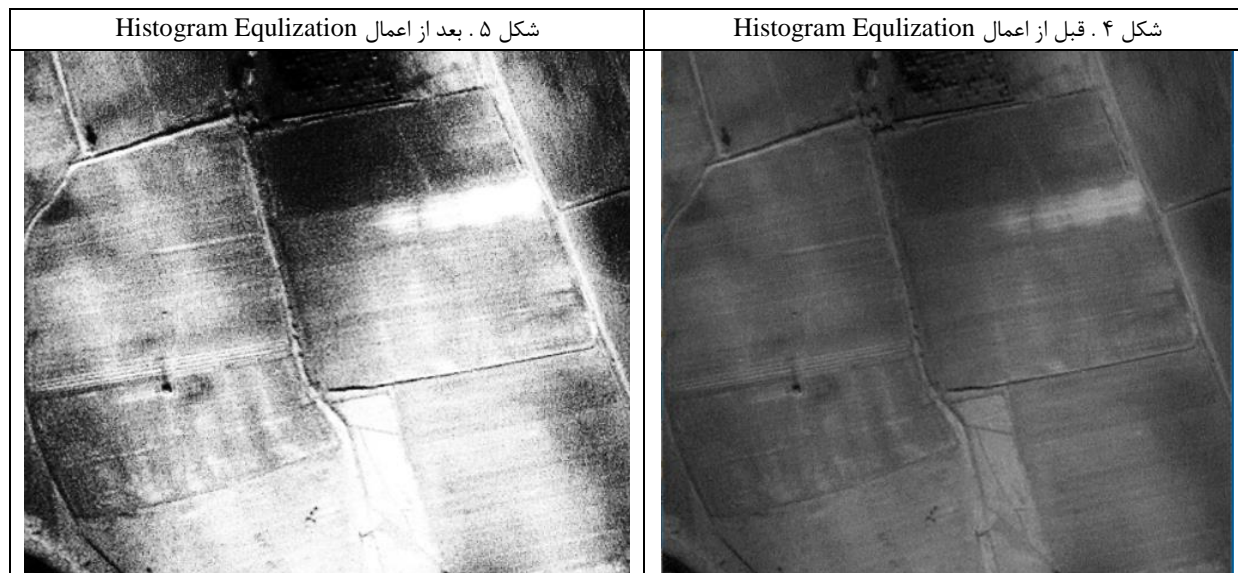 شکل ۴ . قبل از اعمال Histogram Equlization
شکل ۵ . بعد از اعمال Histogram Equlization